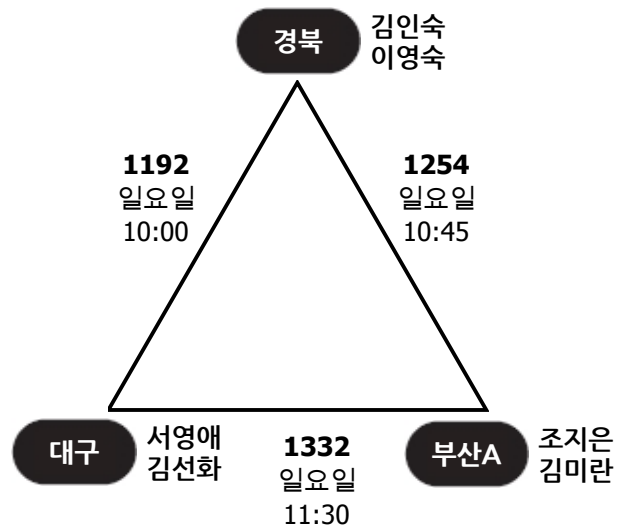 경북
김인숙
이영숙
1192
일요일
10:00
1254
일요일
10:45
대구
서영애
김선화
1332
일요일
11:30
부산A
조지은
김미란